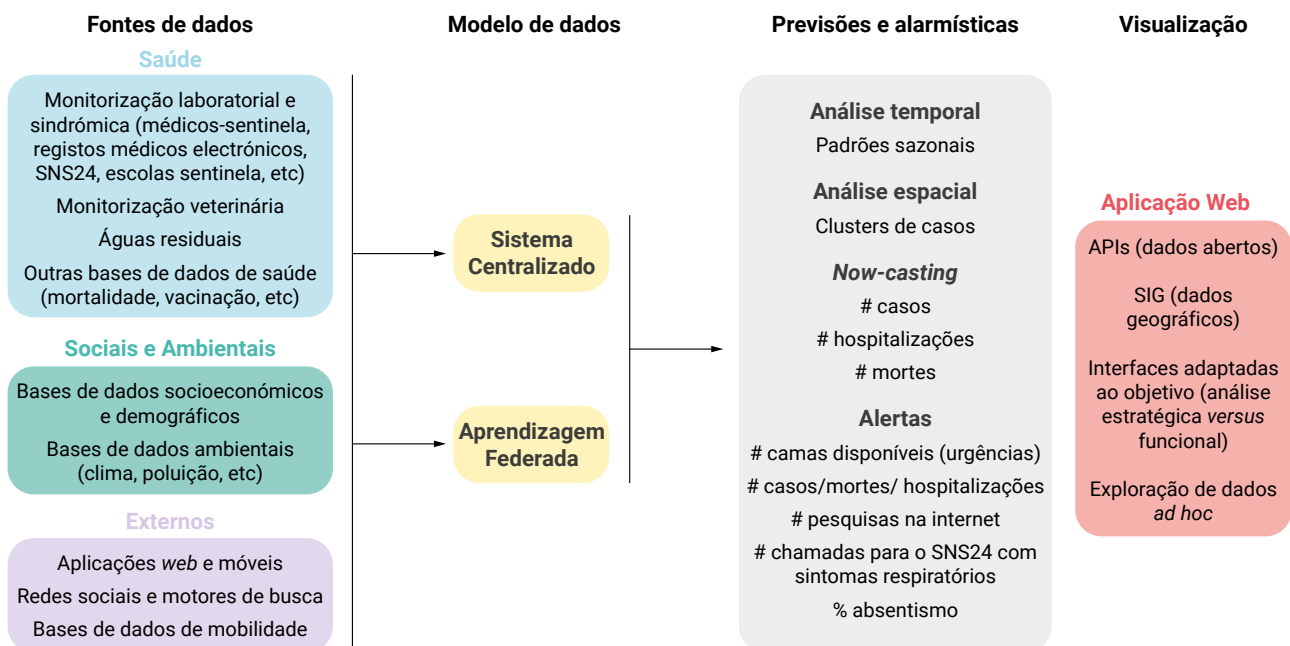 Fontes de dados
Saúde
Monitorização laboratorial e
sindrómica (médicos-sentinela,
registos médicos electrónicos,
SNS24, escolas sentinela, etc)
Monitorização veterinária
Águas residuais
Outras bases de dados de saúde
(mortalidade, vacinação, etc)
Sociais e Ambientais
Bases de dados socioeconómicos
e demográficos
Bases de dados ambientais
(clima, poluição, etc)
Externos
Aplicações web e móveis
Redes sociais e motores de busca
Bases de dados de mobilidade
Modelo de dados
Sistema
Centralizado
Aprendizagem
Federada
Previsões e alarmísticas
Análise temporal
Padrões sazonais
Análise espacial
Clusters de casos
Now-casting
# casos
# hospitalizações
# mortes
Alertas
# camas disponíveis (urgências)
# casos/mortes/ hospitalizações
# pesquisas na internet
# chamadas para o SNS24 com
sintomas respiratórios
% absentismo
Visualização
Aplicação Web
APIs (dados abertos)
SIG (dados
geográficos)
Interfaces adaptadas
ao objetivo (análise
estratégica versus
funcional)
Exploração de dados
ad hoc